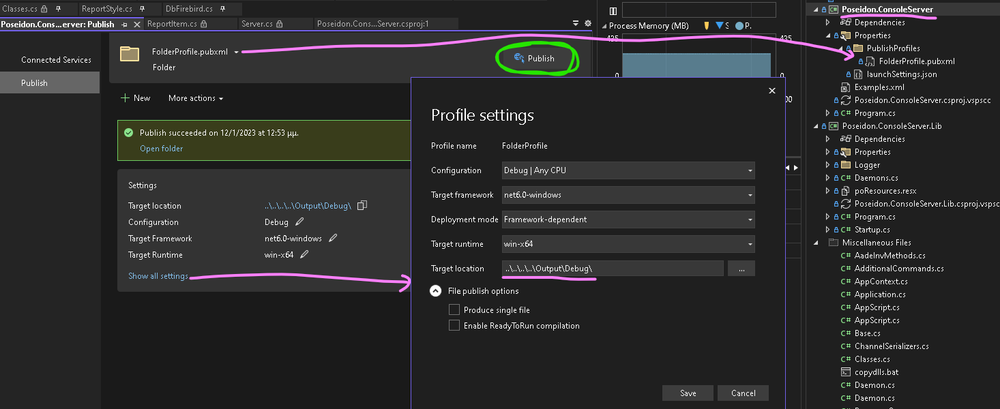 Classes.cs
ReportStyle.cs
DbFirebird.cs
Poseidon.Cons...erver: Publish
ReportItem.cs
Server.cs
Poseidon.Cons...Server.csproj:1
Connected Services
Publish
FolderProfile.pubxml
Folder
Publish
New
More actions
Publish succeeded on 12/1/2023 at 12:53 μμ.
Open folder
Settings
Target location
..\..\..\..\Output\Debug\
Configuration
Debug
Target Framework
net6.0-windows
Target Runtime
win-x64
Show all settings
Process Memory (MB)
S
P.
435
435
0
0
00
Profile settings
Profile name
FolderProfile
Configuration
Debug | Any CPU
Target framework
net6.0-windows
Deployment mode
Framework-dependent
Target runtime
win-x64
Target location
..\..\..\..\Output\Debug\
...
File publish options
Produce single file
Enable ReadyToRun compilation
Save
Cancel
C# Poseidon.ConsoleServer
Dependencies
Properties
PublishProfiles
FolderProfile.pubxml
launchSettings.json
Examples.xml
Poseidon.ConsoleServer.csproj.vspscc
C# Program.cs
C# Poseidon.ConsoleServer.Lib
Dependencies
Properties
Logger
C# Daemons.cs
poResources.resx
Poseidon.ConsoleServer.Lib.csproj.vspsc
C# Program.cs
C# Startup.cs
Miscellaneous Files
C# AadeInvMethods.cs
C# AdditionalCommands.cs
C# AppContext.cs
C# Application.cs
C# AppScript.cs
C# AppScript.cs
C# Base.cs
C# ChannelSerializers.cs
C# Classes.cs
copydlls.bat
C# Daemon.cs
C# Daemon.cs